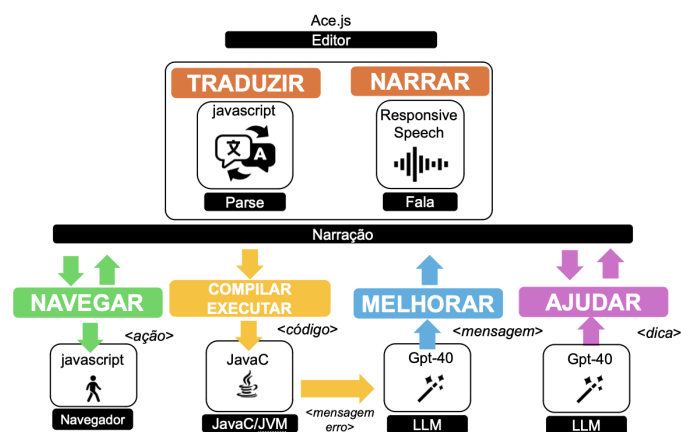 Ace.js
Editor
TRADUZIR
NARRAR
javascript
Responsive
Speech
文 A
Parse
Fala
Narração
NAVEGAR
COMPILAR
EXECUTAR
MELHORAR
AJUDAR
<ação>
<código>
<mensagem>
<dica>
javascript
JavaC
Gpt-40
Gpt-40
Navegador
JavaC/JVM
<mensagem
erro>
LLM
LLM